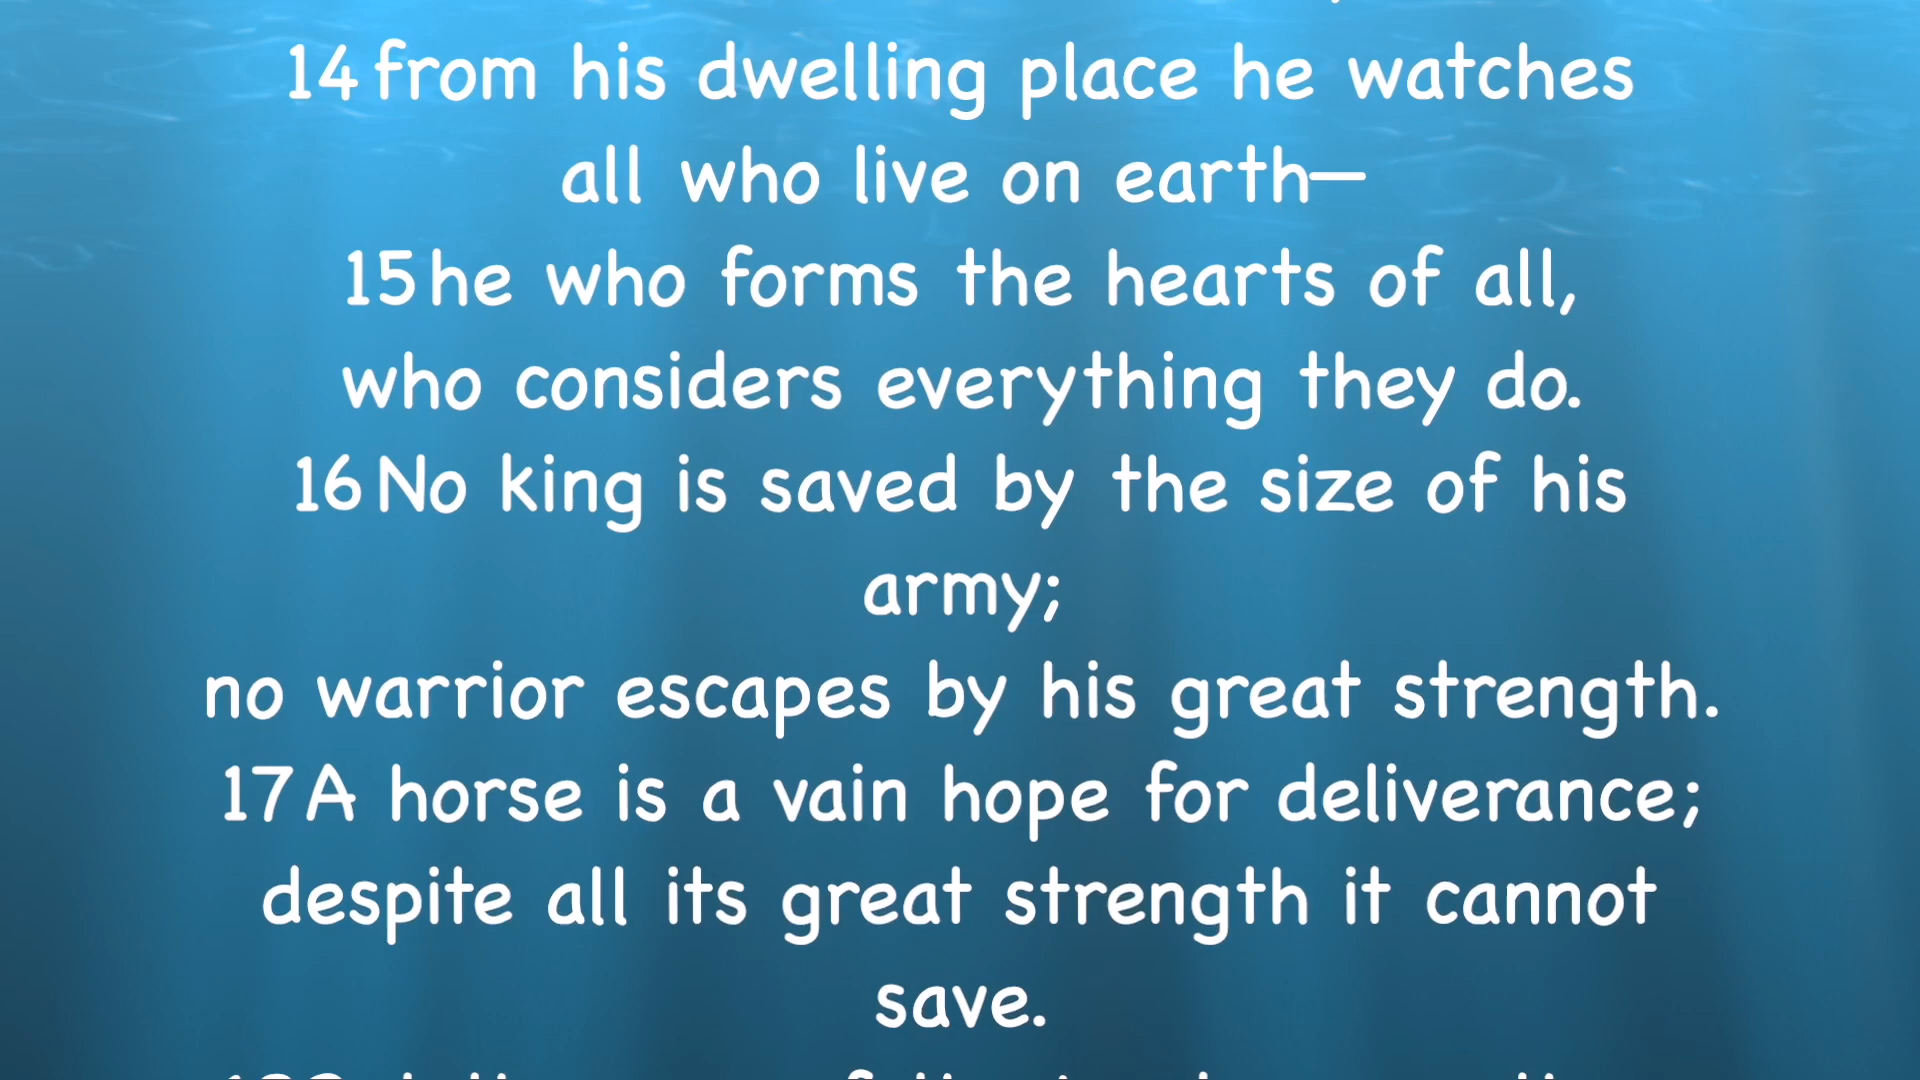 14 from his dwelling place he watches
all who live on earth—
15 he who forms the hearts of all,
who considers everything they do.
16 No king is saved by the size of his
army;
no warrior escapes by his great strength.
17 A horse is a vain hope for deliverance;
despite all its great strength it cannot
save.